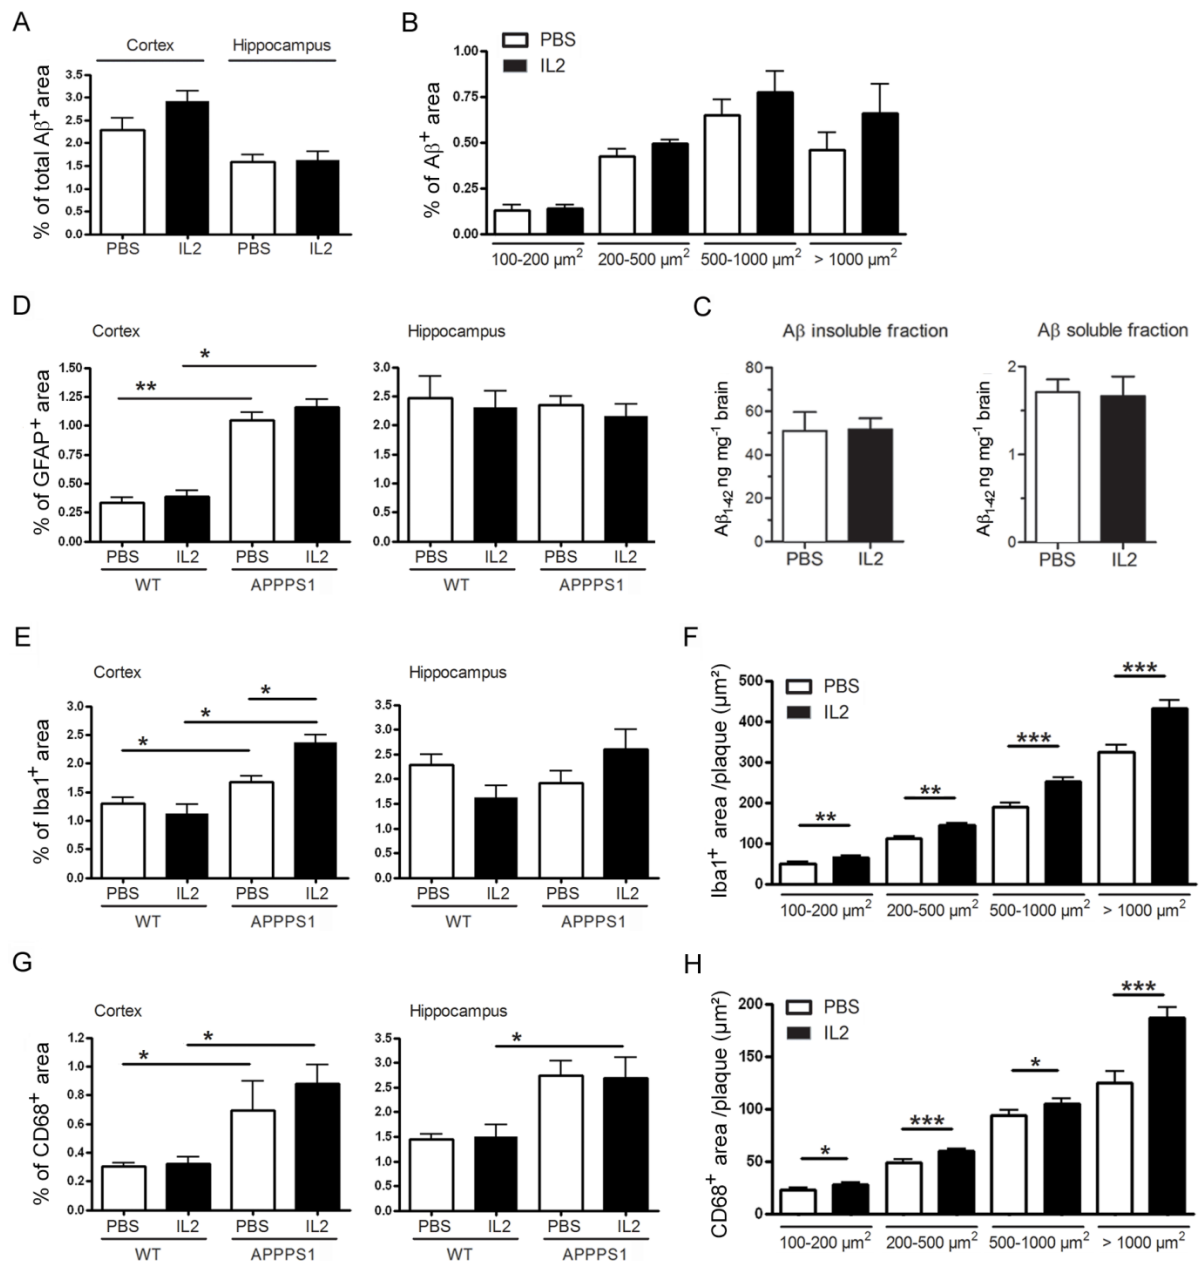 A
Cortex Hippocampus
% of total Aβ⁺ area
3.5
3.0
2.5
2.0
1.5
1.0
0.5
0.0
PBS IL2 PBS IL2
B
PBS
IL2
% of Aβ⁺ area
1.00
0.75
0.50
0.25
0.00
100-200 µm² 200-500 µm² 500-1000 µm² > 1000 µm²
D
Cortex
% of GFAP⁺ area
1.50
1.25
1.00
0.75
0.50
0.25
0.00
** *
PBS IL2 PBS IL2
WT APPPS1
Hippocampus
3.0
2.5
2.0
1.5
1.0
0.5
0.0
PBS IL2 PBS IL2
WT APPPS1
C
Aβ insoluble fraction
Aβ₁₋₄₂ ng mg⁻¹ brain
80
60
40
20
0
PBS IL2
Aβ soluble fraction
Aβ₁₋₄₂ ng mg⁻¹ brain
2
1
0
PBS IL2
E
Cortex
% of Iba1⁺ area
3.0
2.5
2.0
1.5
1.0
0.5
0.0
* * *
PBS IL2 PBS IL2
WT APPPS1
Hippocampus
3.5
3.0
2.5
2.0
1.5
1.0
0.5
0.0
PBS IL2 PBS IL2
WT APPPS1
F
PBS
IL2
Iba1⁺ area /plaque (µm²)
500
400
300
200
100
0
** ** *** ***
100-200 µm² 200-500 µm² 500-1000 µm² > 1000 µm²
G
Cortex
% of CD68⁺ area
1.2
1.0
0.8
0.6
0.4
0.2
0.0
* *
PBS IL2 PBS IL2
WT APPPS1
Hippocampus
3.5
3.0
2.5
2.0
1.5
1.0
0.5
0.0
*
PBS IL2 PBS IL2
WT APPPS1
H
PBS
IL2
CD68⁺ area /plaque (µm²)
200
150
100
50
0
* *** * ***
100-200 µm² 200-500 µm² 500-1000 µm² > 1000 µm²